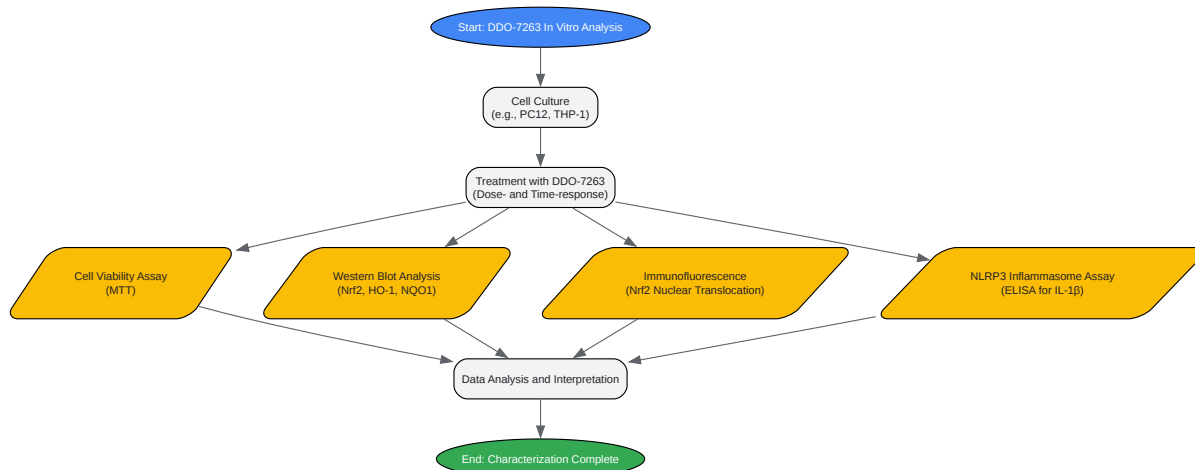 Start: DDO-7263 In Vitro Analysis
Cell Culture
(e.g., PC12, THP-1)
Treatment with DDO-7263
(Dose- and Time-response)
Cell Viability Assay
(MTT)
Western Blot Analysis
(Nrf2, HO-1, NQO1)
Immunofluorescence
(Nrf2 Nuclear Translocation)
NLRP3 Inflammasome Assay
(ELISA for IL-1β)
Data Analysis and Interpretation
End: Characterization Complete